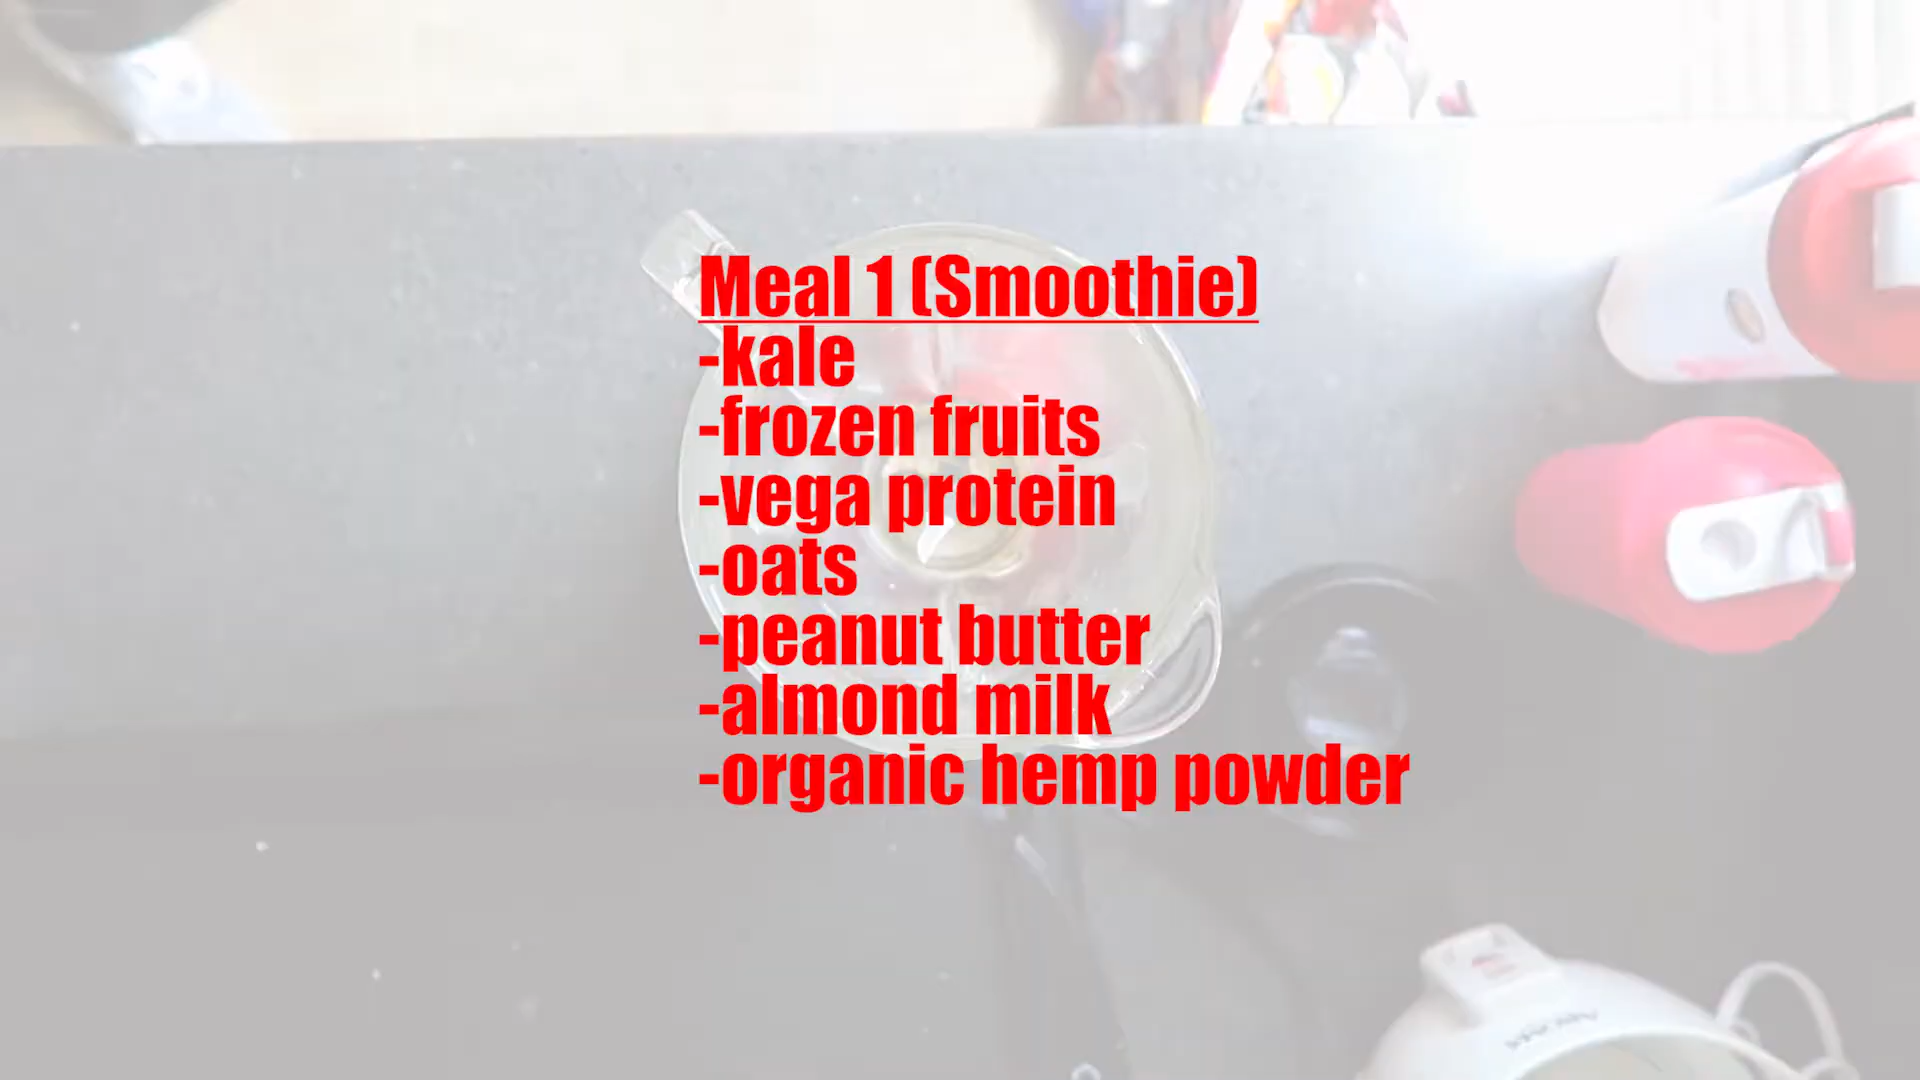 Meal 1 (Smoothie)
-kale
-frozen fruits
-vega protein
-oats
-peanut butter
-almond milk
-organic hemp powder